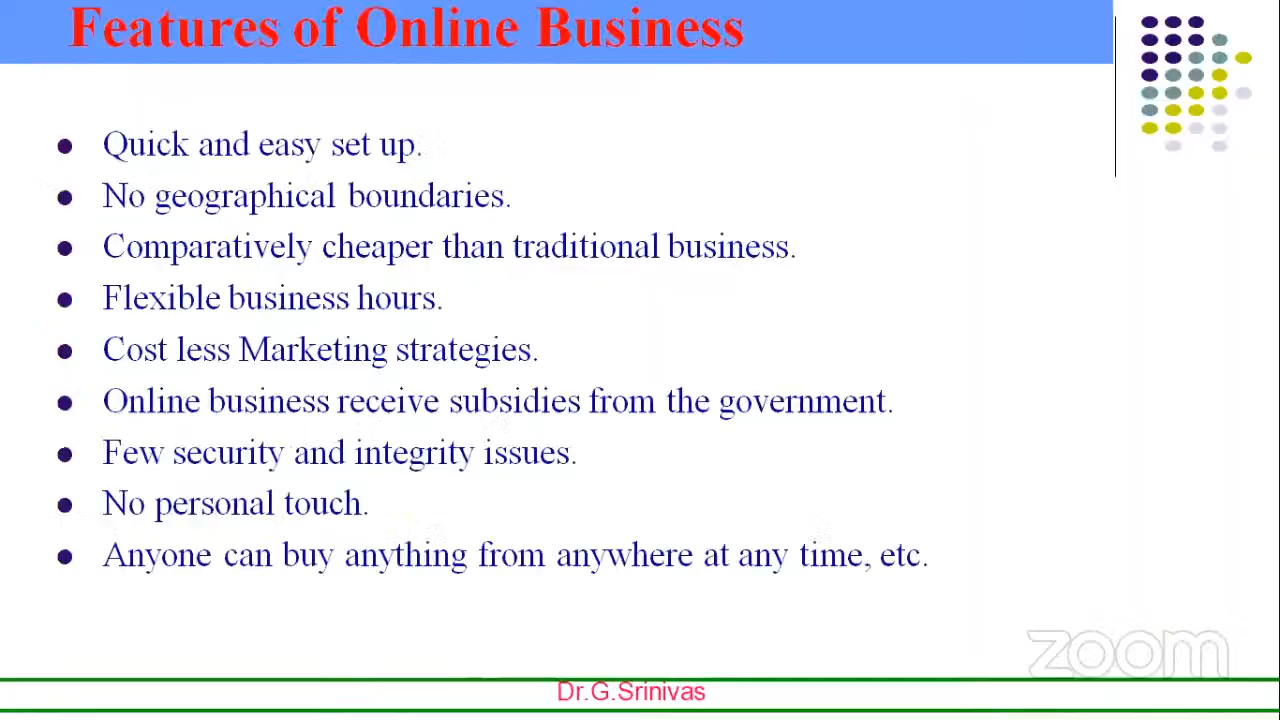 Features of Online Business
Quick and easy set up.
No geographical boundaries.
Comparatively cheaper than traditional business.
Flexible business hours.
Cost less Marketing strategies.
Online business receive subsidies from the government.
Few security and integrity issues.
No personal touch.
Anyone can buy anything from anywhere at any time, etc.
zoom
Dr.G.Srinivas